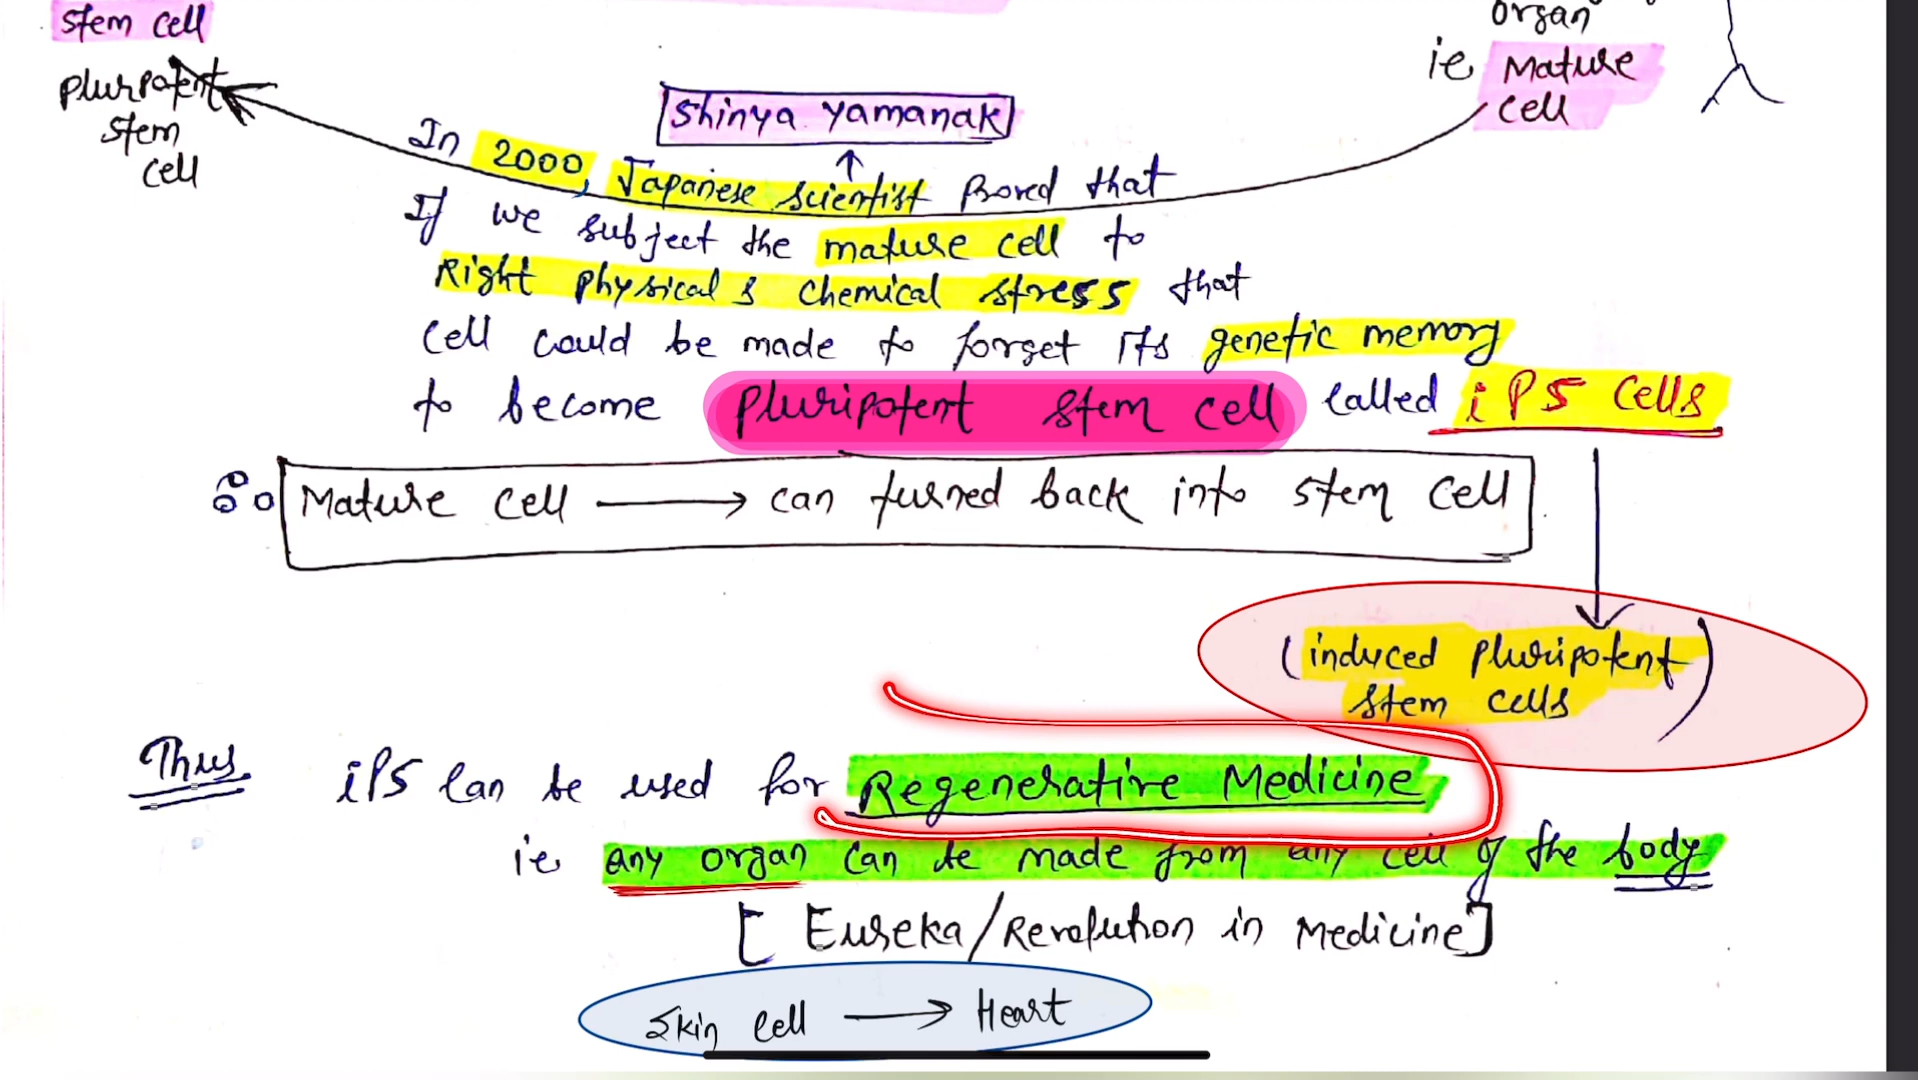 stem cell
plurpotent
stem
cell
organ
ie Mature
cell
Shinya yamanak
In 2000, Japanese scientist proved that
If we subject the mature cell to
Right physical & chemical stress that
cell could be made to forget its genetic memory
to become pluripotent stem cell called iPS cells
Mature cell → can turned back into stem cell
(induced pluripotent
stem cells)
Thus iPS can be used for Regenerative Medicine
ie any organ can be made from any cell of the body
[Eureka/Revolution in Medicine]
Skin cell → Heart